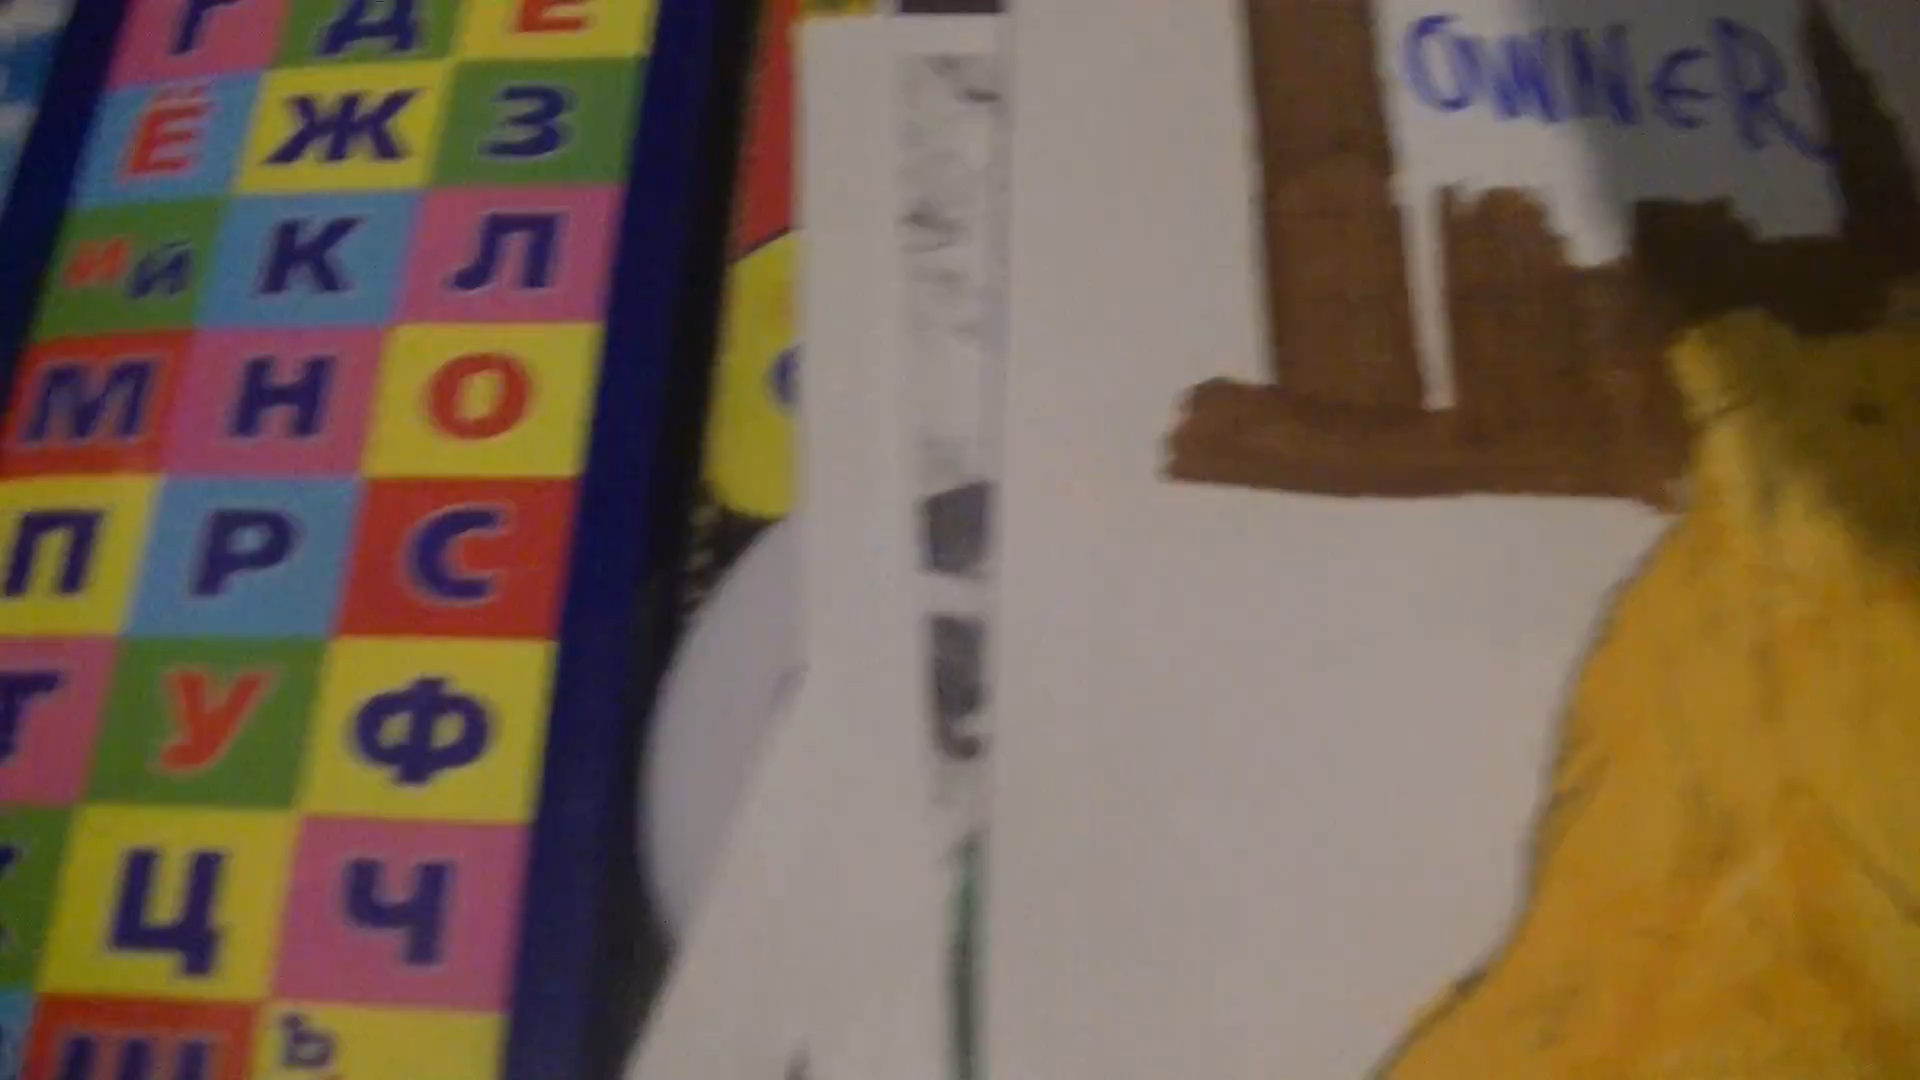 Г Д Е
Ё Ж З
И Й К Л
М Н О
П Р С
Т У Ф
Ц Ч
Ш Ъ
OWNER